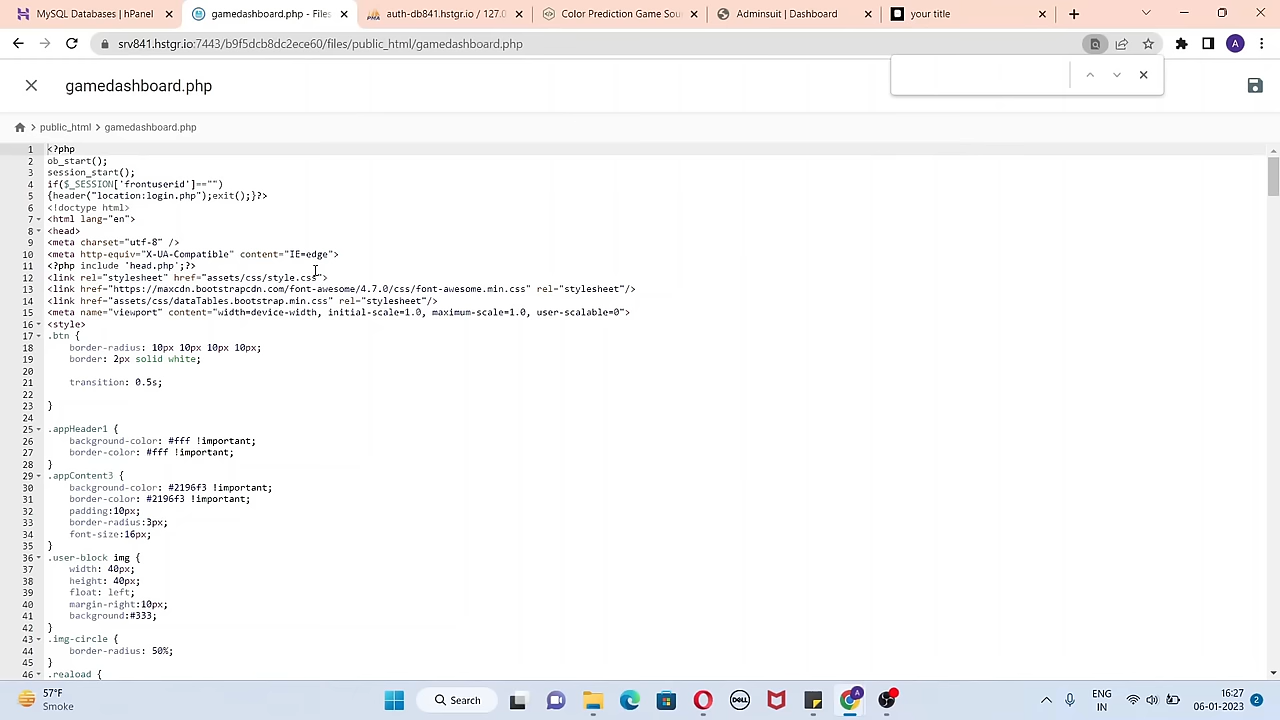 MySQL Databases | hPanel
gamedashboard.php - Files
auth-db841.hstgr.io / 127.0
Color Prediction Game Sou
Adminsuit | Dashboard
your title
srv841.hstgr.io:7443/b9f5dcb8dc2ece60/files/public_html/gamedashboard.php
A
gamedashboard.php
public_html > gamedashboard.php
1 <?php
2 ob_start();
3 session_start();
4 if($_SESSION['frontuserid']=="")
5 {header("location:login.php");exit();}?>
6 <!doctype html>
7 <html lang="en">
8 <head>
9 <meta charset="utf-8" />
10 <meta http-equiv="X-UA-Compatible" content="IE=edge">
11 <?php include 'head.php';?>
12 <link rel="stylesheet" href="assets/css/style.css">
13 <link href="https://maxcdn.bootstrapcdn.com/font-awesome/4.7.0/css/font-awesome.min.css" rel="stylesheet"/>
14 <link href="assets/css/dataTables.bootstrap.min.css" rel="stylesheet"/>
15 <meta name="viewport" content="width=device-width, initial-scale=1.0, maximum-scale=1.0, user-scalable=0">
16 <style>
17 .btn {
18 border-radius: 10px 10px 10px 10px;
19 border: 2px solid white;
20
21 transition: 0.5s;
22
23 }
24
25 .appHeader1 {
26 background-color: #fff !important;
27 border-color: #fff !important;
28 }
29 .appContent3 {
30 background-color: #2196f3 !important;
31 border-color: #2196f3 !important;
32 padding:10px;
33 border-radius:3px;
34 font-size:16px;
35 }
36 .user-block img {
37 width: 40px;
38 height: 40px;
39 float: left;
40 margin-right:10px;
41 background:#333;
42 }
43 .img-circle {
44 border-radius: 50%;
45 }
46 .reaload {
57°F
Smoke
Search
ENG
IN
16:27
06-01-2023
2